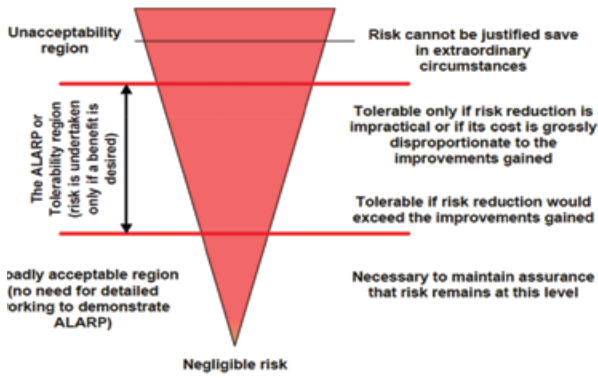 Unacceptability
region
Risk cannot be justified save
in extraordinary
circumstances
The ALARP or
Tolerability region
(risk is undertaken
only if a benefit is
desired)
Tolerable only if risk reduction is
impractical or if its cost is grossly
disproportionate to the
improvements gained
Tolerable if risk reduction would
exceed the improvements gained
oadly acceptable region
(no need for detailed
orking to demonstrate
ALARP)
Necessary to maintain assurance
that risk remains at this level
Negligible risk